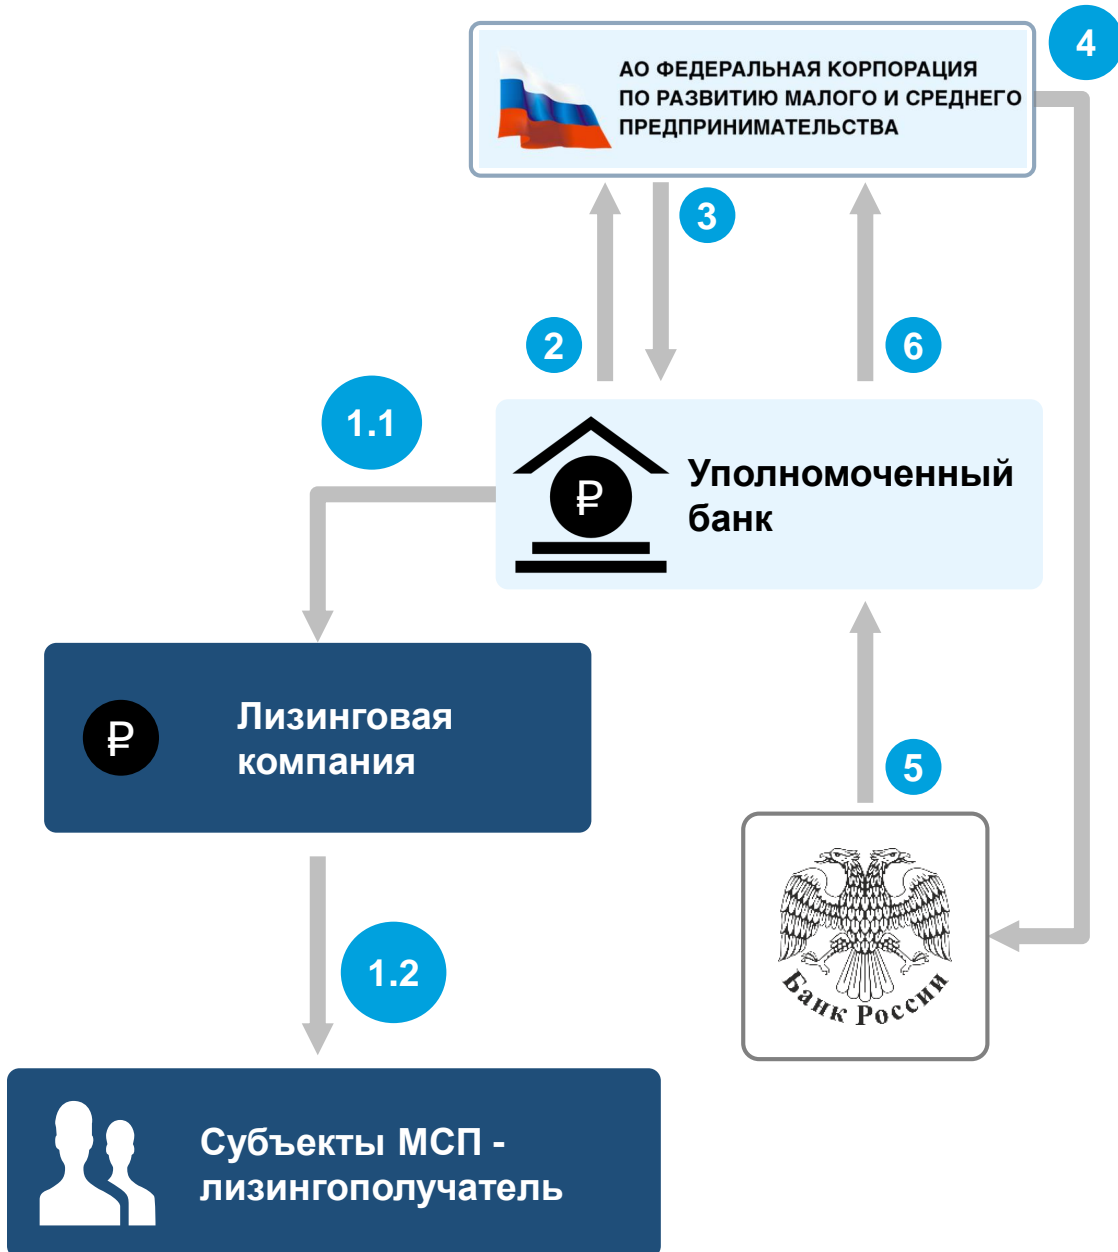 4
АО ФЕДЕРАЛЬНАЯ КОРПОРАЦИЯ
ПО РАЗВИТИЮ МАЛОГО И СРЕДНЕГО
ПРЕДПРИНИМАТЕЛЬСТВА
3
2
6
1.1
₽
Уполномоченный
банк
₽
Лизинговая
компания
5
1.2
Банк России
Субъекты МСП -
лизингополучатель